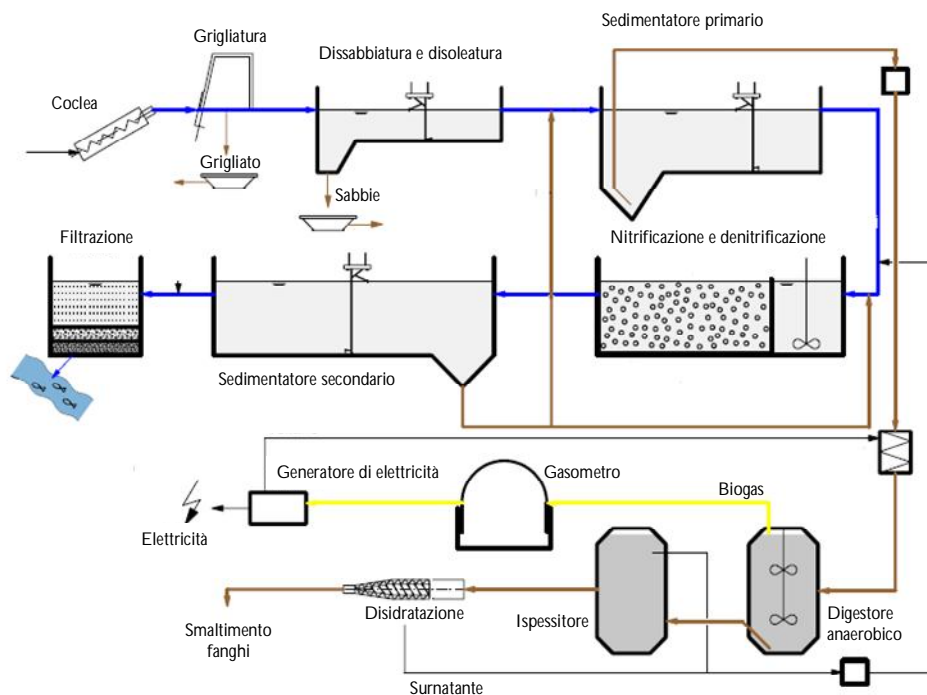 Sedimentatore primario
Grigliatura
Dissabbiatura e disoleatura
Coclea
Grigliato
Sabbie
Filtrazione
Nitrificazione e denitrificazione
Sedimentatore secondario
Generatore di elettricità
Gasometro
Biogas
Elettricità
Disidratazione
Ispessitore
Digestore
anaerobico
Smaltimento
fanghi
Surnatante